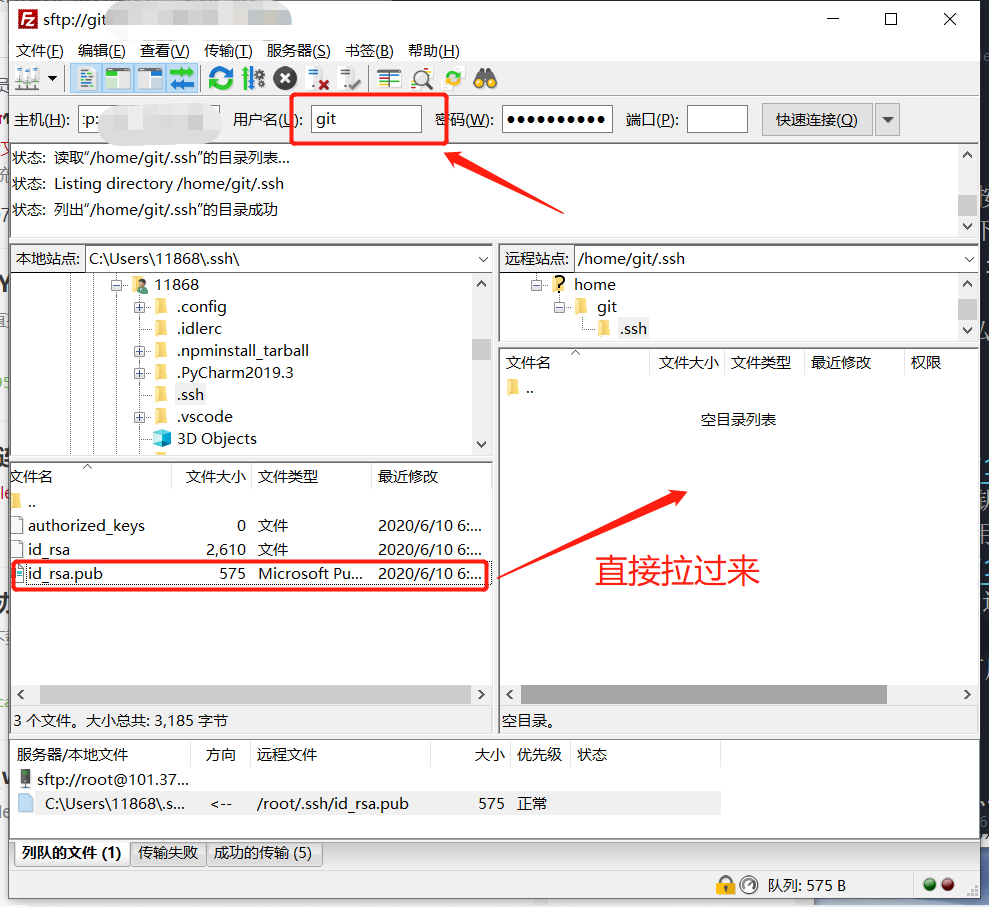 sftp://git
文件(F) 编辑(E) 查看(V) 传输(T) 服务器(S) 书签(B) 帮助(H)
主机(H): :p: 用户名(U): git 密码(W): ●●●●●●●●●● 端口(P): 快速连接(Q)
状态: 读取“/home/git/.ssh”的目录列表...
状态: Listing directory /home/git/.ssh
状态: 列出“/home/git/.ssh”的目录成功
本地站点: C:\Users\11868\.ssh\
11868
.config
.idlerc
.npminstall_tarball
.PyCharm2019.3
.ssh
.vscode
3D Objects
远程站点: /home/git/.ssh
home
git
.ssh
文件名 文件大小 文件类型 最近修改
..
authorized_keys 0 文件 2020/6/10 6:...
id_rsa 2,610 文件 2020/6/10 6:...
id_rsa.pub 575 Microsoft Pu... 2020/6/10 6:...
3 个文件。大小总共: 3,185 字节
文件名 文件大小 文件类型 最近修改 权限
..
空目录列表
直接拉过来
空目录。
服务器/本地文件 方向 远程文件 大小 优先级 状态
sftp://root@101.37...
C:\Users\11868\.s... <-- /root/.ssh/id_rsa.pub 575 正常
列队的文件 (1) 传输失败 成功的传输 (5)
队列: 575 B